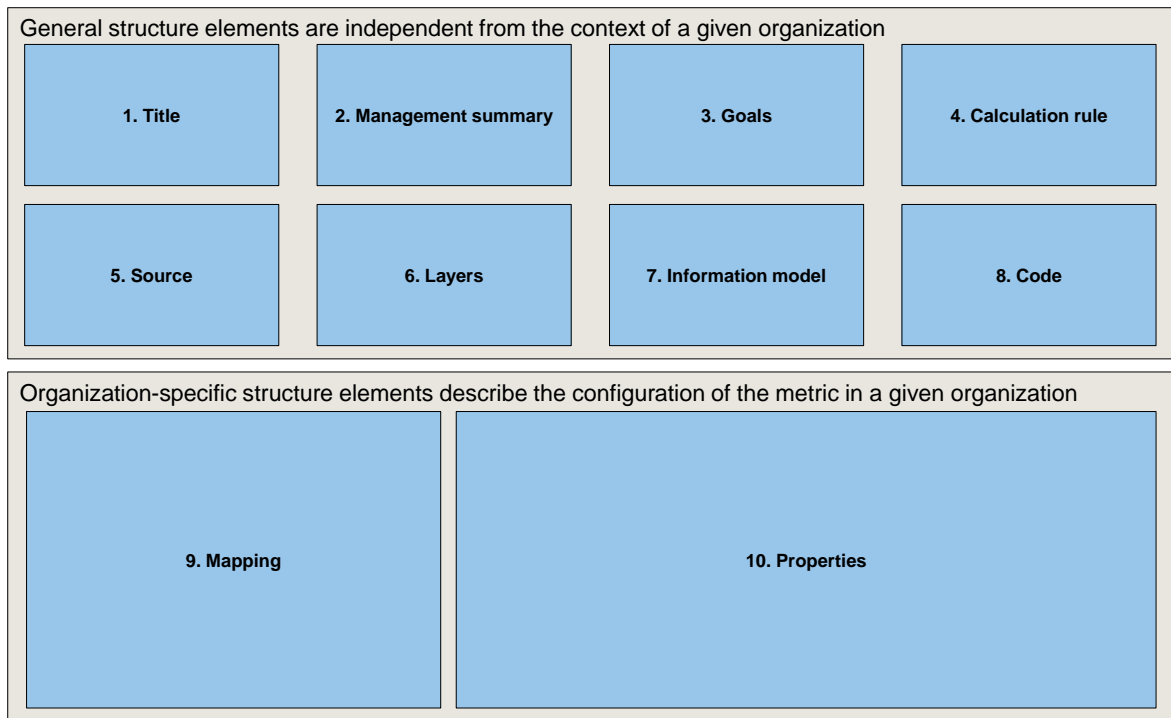 General structure elements are independent from the context of a given organization
1. Title
2. Management summary
3. Goals
4. Calculation rule
5. Source
6. Layers
7. Information model
8. Code
Organization-specific structure elements describe the configuration of the metric in a given organization
9. Mapping
10. Properties